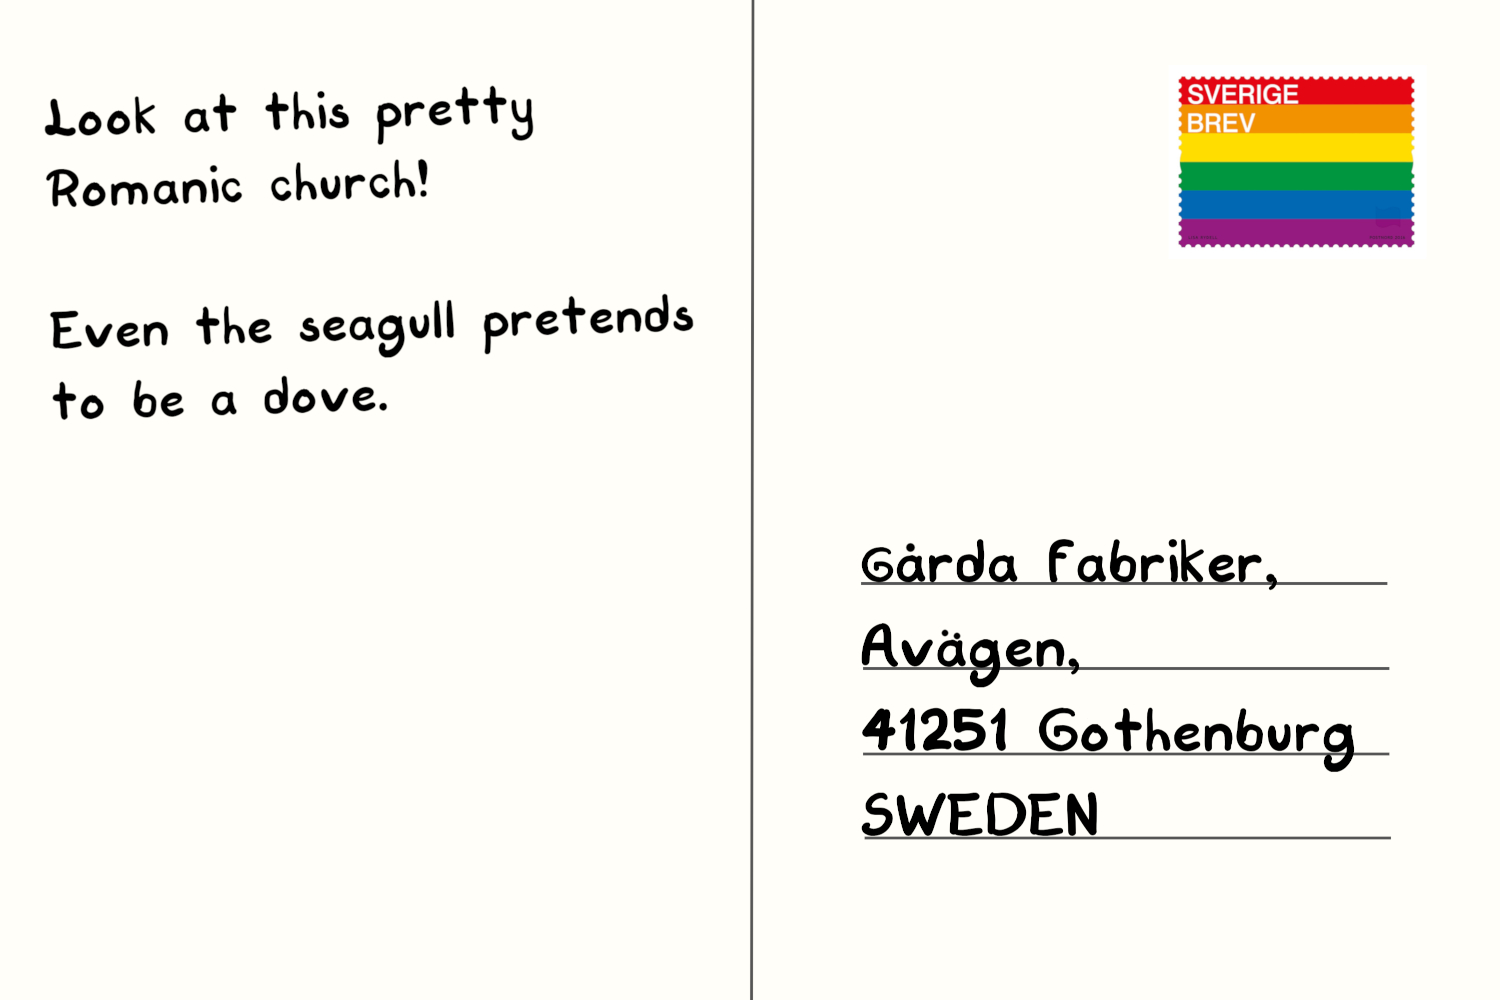 Look at this pretty
Romanic church!
Even the seagull pretends
to be a dove.
SVERIGE
BREV
Gårda Fabriker,
Avägen,
41251 Gothenburg
SWEDEN